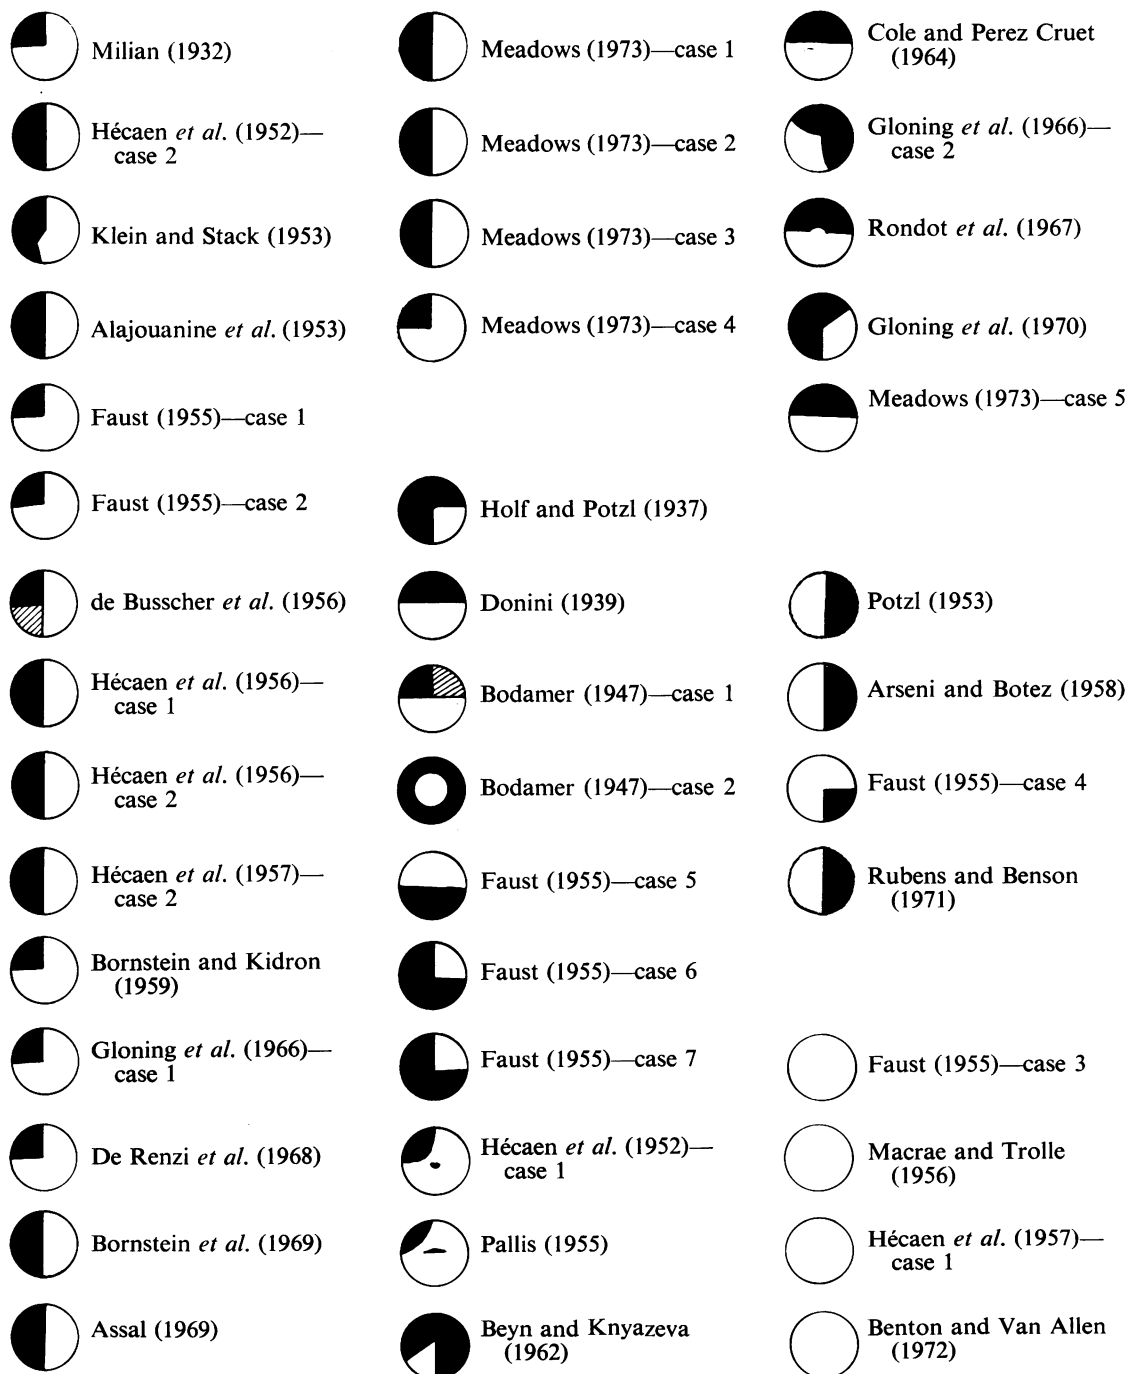 Milian (1932)
Hécaen et al. (1952)—
case 2
Klein and Stack (1953)
Alajouanine et al. (1953)
Faust (1955)—case 1
Faust (1955)—case 2
de Busscher et al. (1956)
Hécaen et al. (1956)—
case 1
Hécaen et al. (1956)—
case 2
Hécaen et al. (1957)—
case 2
Bornstein and Kidron
(1959)
Gloning et al. (1966)—
case 1
De Renzi et al. (1968)
Bornstein et al. (1969)
Assal (1969)
Meadows (1973)—case 1
Meadows (1973)—case 2
Meadows (1973)—case 3
Meadows (1973)—case 4
Holf and Potzl (1937)
Donini (1939)
Bodamer (1947)—case 1
Bodamer (1947)—case 2
Faust (1955)—case 5
Faust (1955)—case 6
Faust (1955)—case 7
Hécaen et al. (1952)—
case 1
Pallis (1955)
Beyn and Knyazeva
(1962)
Cole and Perez Cruet
(1964)
Gloning et al. (1966)—
case 2
Rondot et al. (1967)
Gloning et al. (1970)
Meadows (1973)—case 5
Potzl (1953)
Arseni and Botez (1958)
Faust (1955)—case 4
Rubens and Benson
(1971)
Faust (1955)—case 3
Macrae and Trolle
(1956)
Hécaen et al. (1957)—
case 1
Benton and Van Allen
(1972)